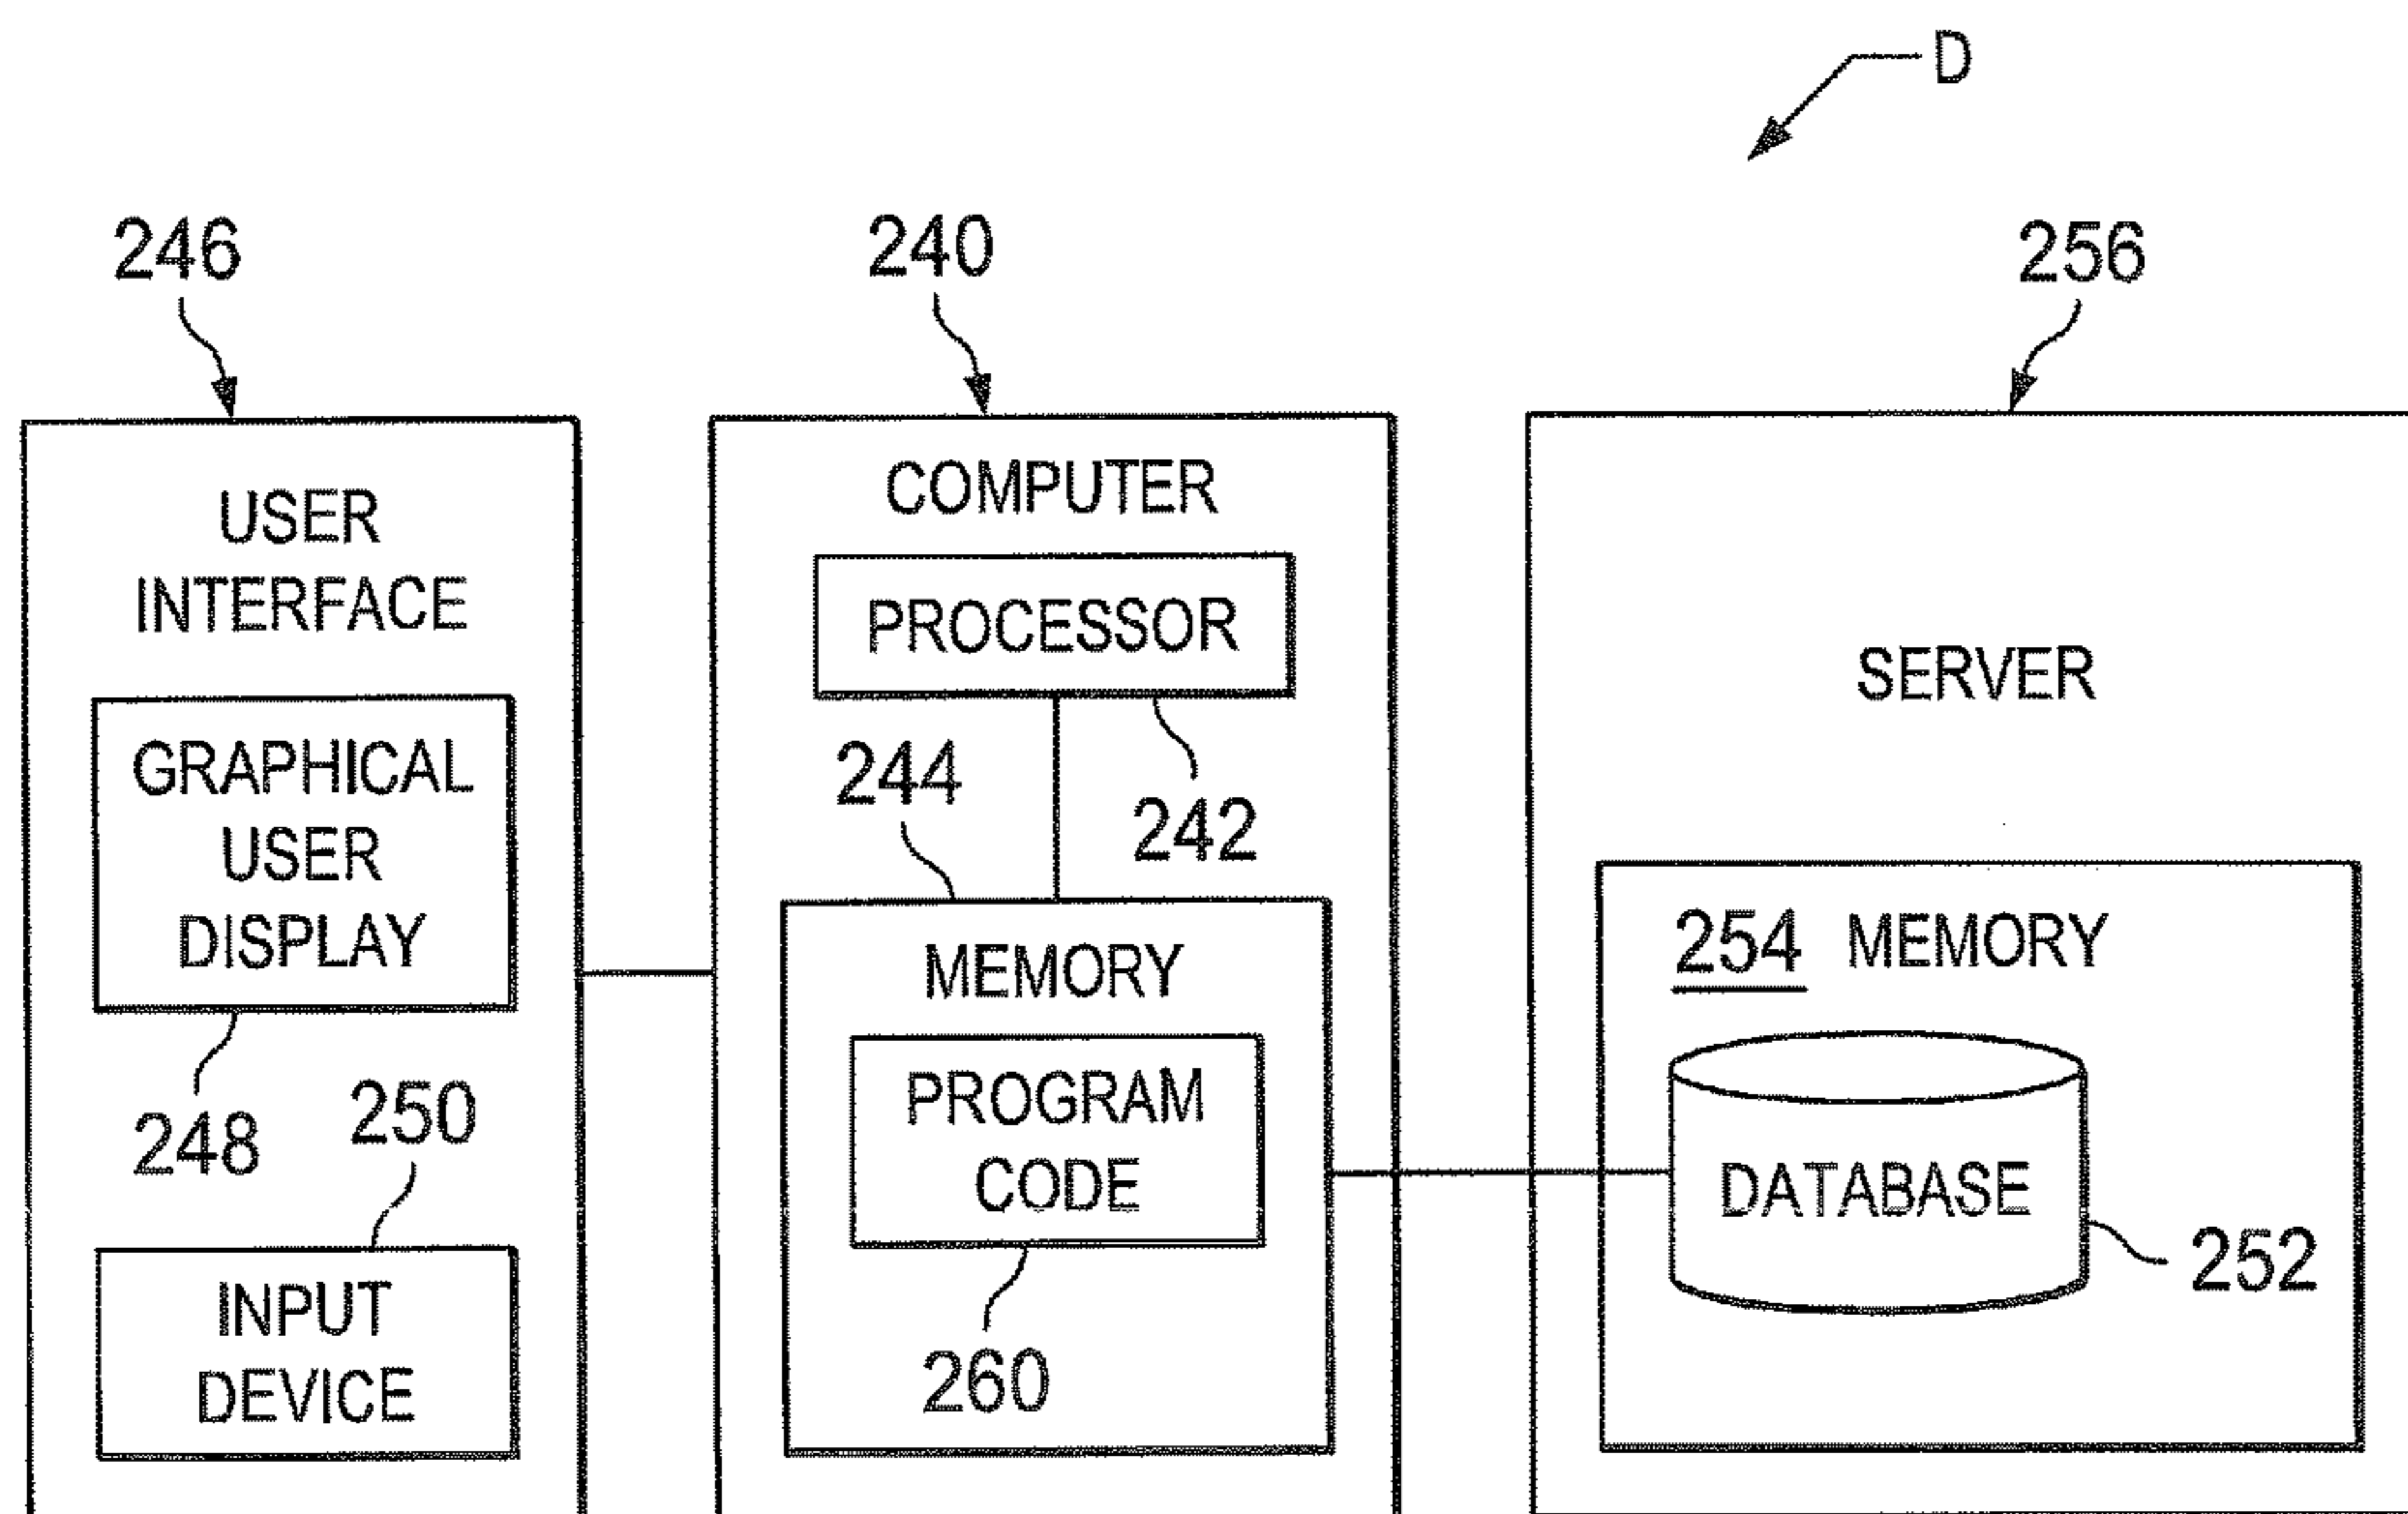 D
246
240
256
USER
INTERFACE
GRAPHICAL
USER
DISPLAY
248
250
INPUT
DEVICE
COMPUTER
PROCESSOR
244
242
MEMORY
PROGRAM
CODE
260
SERVER
254 MEMORY
DATABASE
252